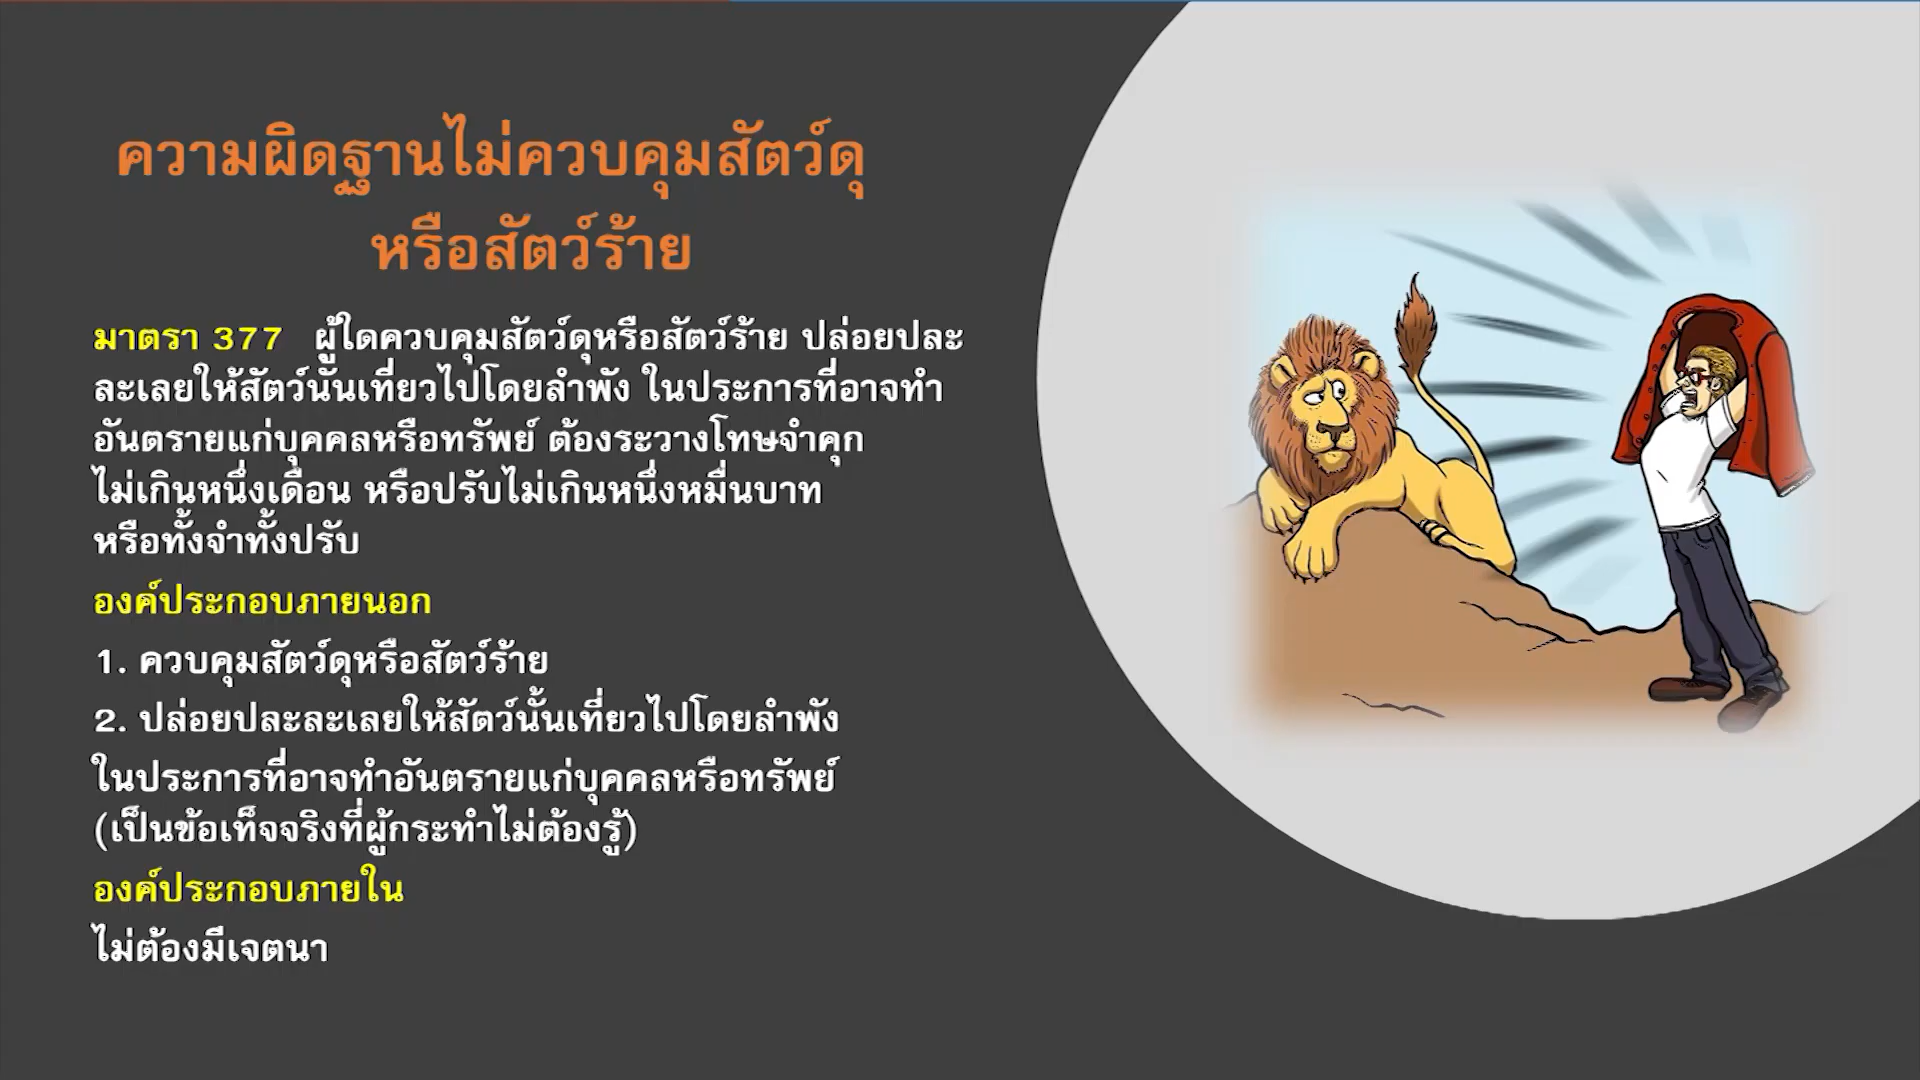 ความผิดฐานไม่ควบคุมสัตว์ดุ
หรือสัตว์ร้าย
มาตรา 377 ผู้ใดควบคุมสัตว์ดุหรือสัตว์ร้าย ปล่อยปละ
ละเลยให้สัตว์นั้นเที่ยวไปโดยลำพัง ในประการที่อาจทำ
อันตรายแก่บุคคลหรือทรัพย์ ต้องระวางโทษจำคุก
ไม่เกินหนึ่งเดือน หรือปรับไม่เกินหนึ่งหมื่นบาท
หรือทั้งจำทั้งปรับ
องค์ประกอบภายนอก
1. ควบคุมสัตว์ดุหรือสัตว์ร้าย
2. ปล่อยปละละเลยให้สัตว์นั้นเที่ยวไปโดยลำพัง
ในประการที่อาจทำอันตรายแก่บุคคลหรือทรัพย์
(เป็นข้อเท็จจริงที่ผู้กระทำไม่ต้องรู้)
องค์ประกอบภายใน
ไม่ต้องมีเจตนา